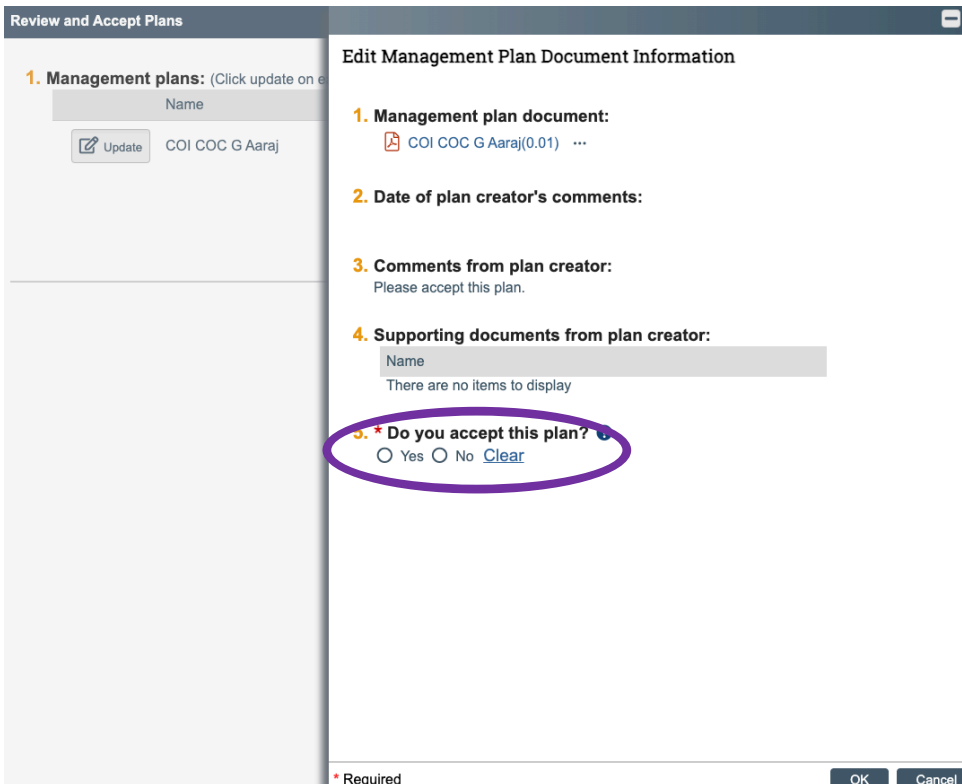 Review and Accept Plans
1. Management plans: (Click update on e
Name
Update COI COC G Aaraj
Edit Management Plan Document Information
1. Management plan document:
COI COC G Aaraj(0.01) ...
2. Date of plan creator's comments:
3. Comments from plan creator:
Please accept this plan.
4. Supporting documents from plan creator:
Name
There are no items to display
5. * Do you accept this plan?
Yes No Clear
* Required
OK Cancel